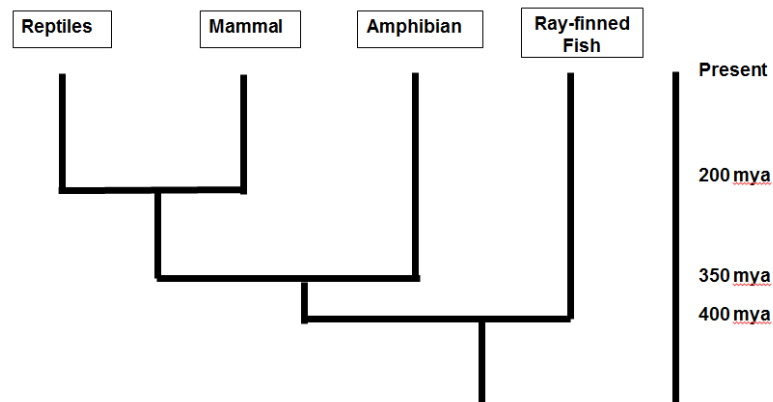 Reptiles
Mammal
Amphibian
Ray-finned
Fish
Present
200 mya
350 mya
400 mya